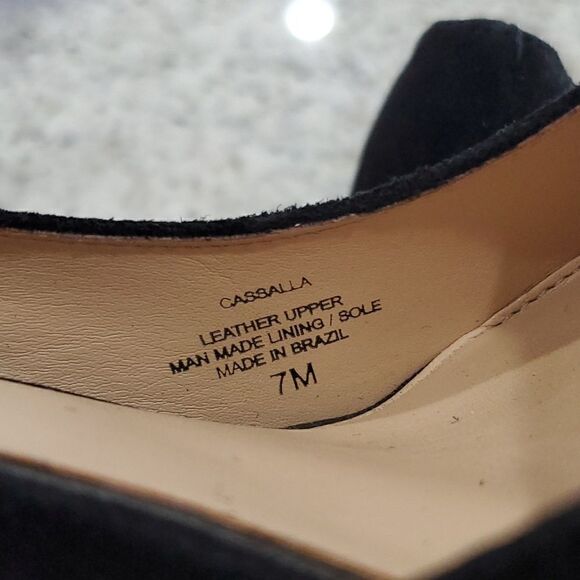 CASSALLA
LEATHER UPPER
MAN MADE LINING / SOLE
MADE IN BRAZIL
7M